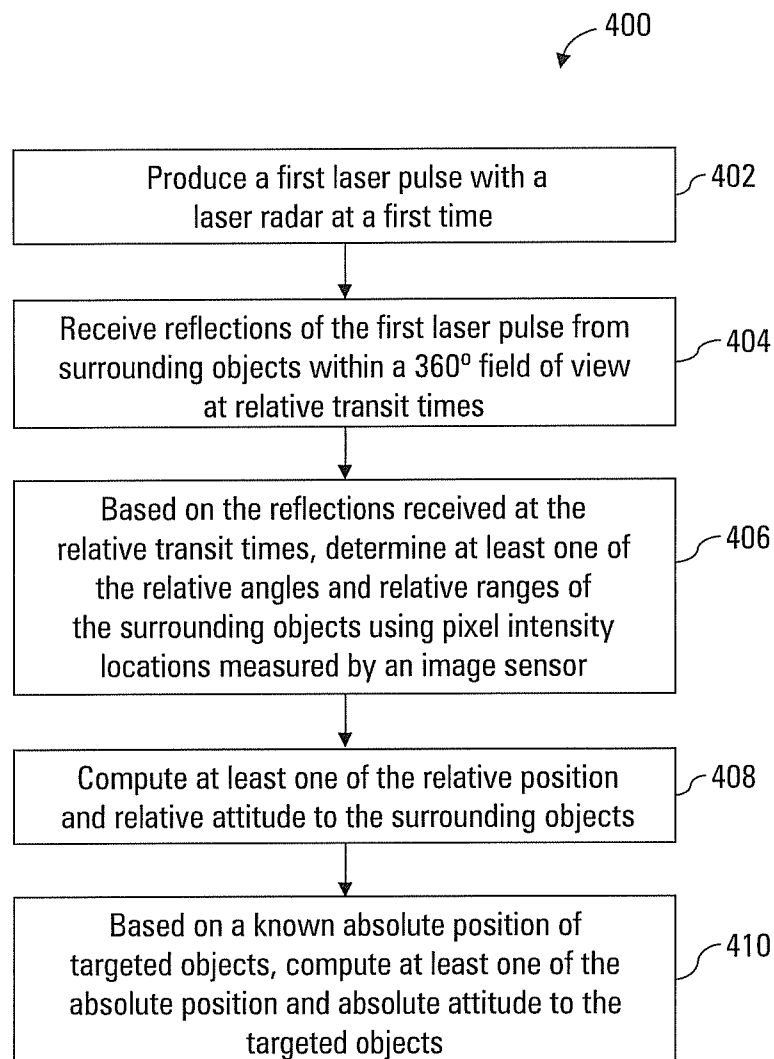 400
Produce a first laser pulse with a
laser radar at a first time
402
Receive reflections of the first laser pulse from
surrounding objects within a 360º field of view
at relative transit times
404
Based on the reflections received at the
relative transit times, determine at least one of
the relative angles and relative ranges of
the surrounding objects using pixel intensity
locations measured by an image sensor
406
Compute at least one of the relative position
and relative attitude to the surrounding objects
408
Based on a known absolute position of
targeted objects, compute at least one of the
absolute position and absolute attitude to the
targeted objects
410